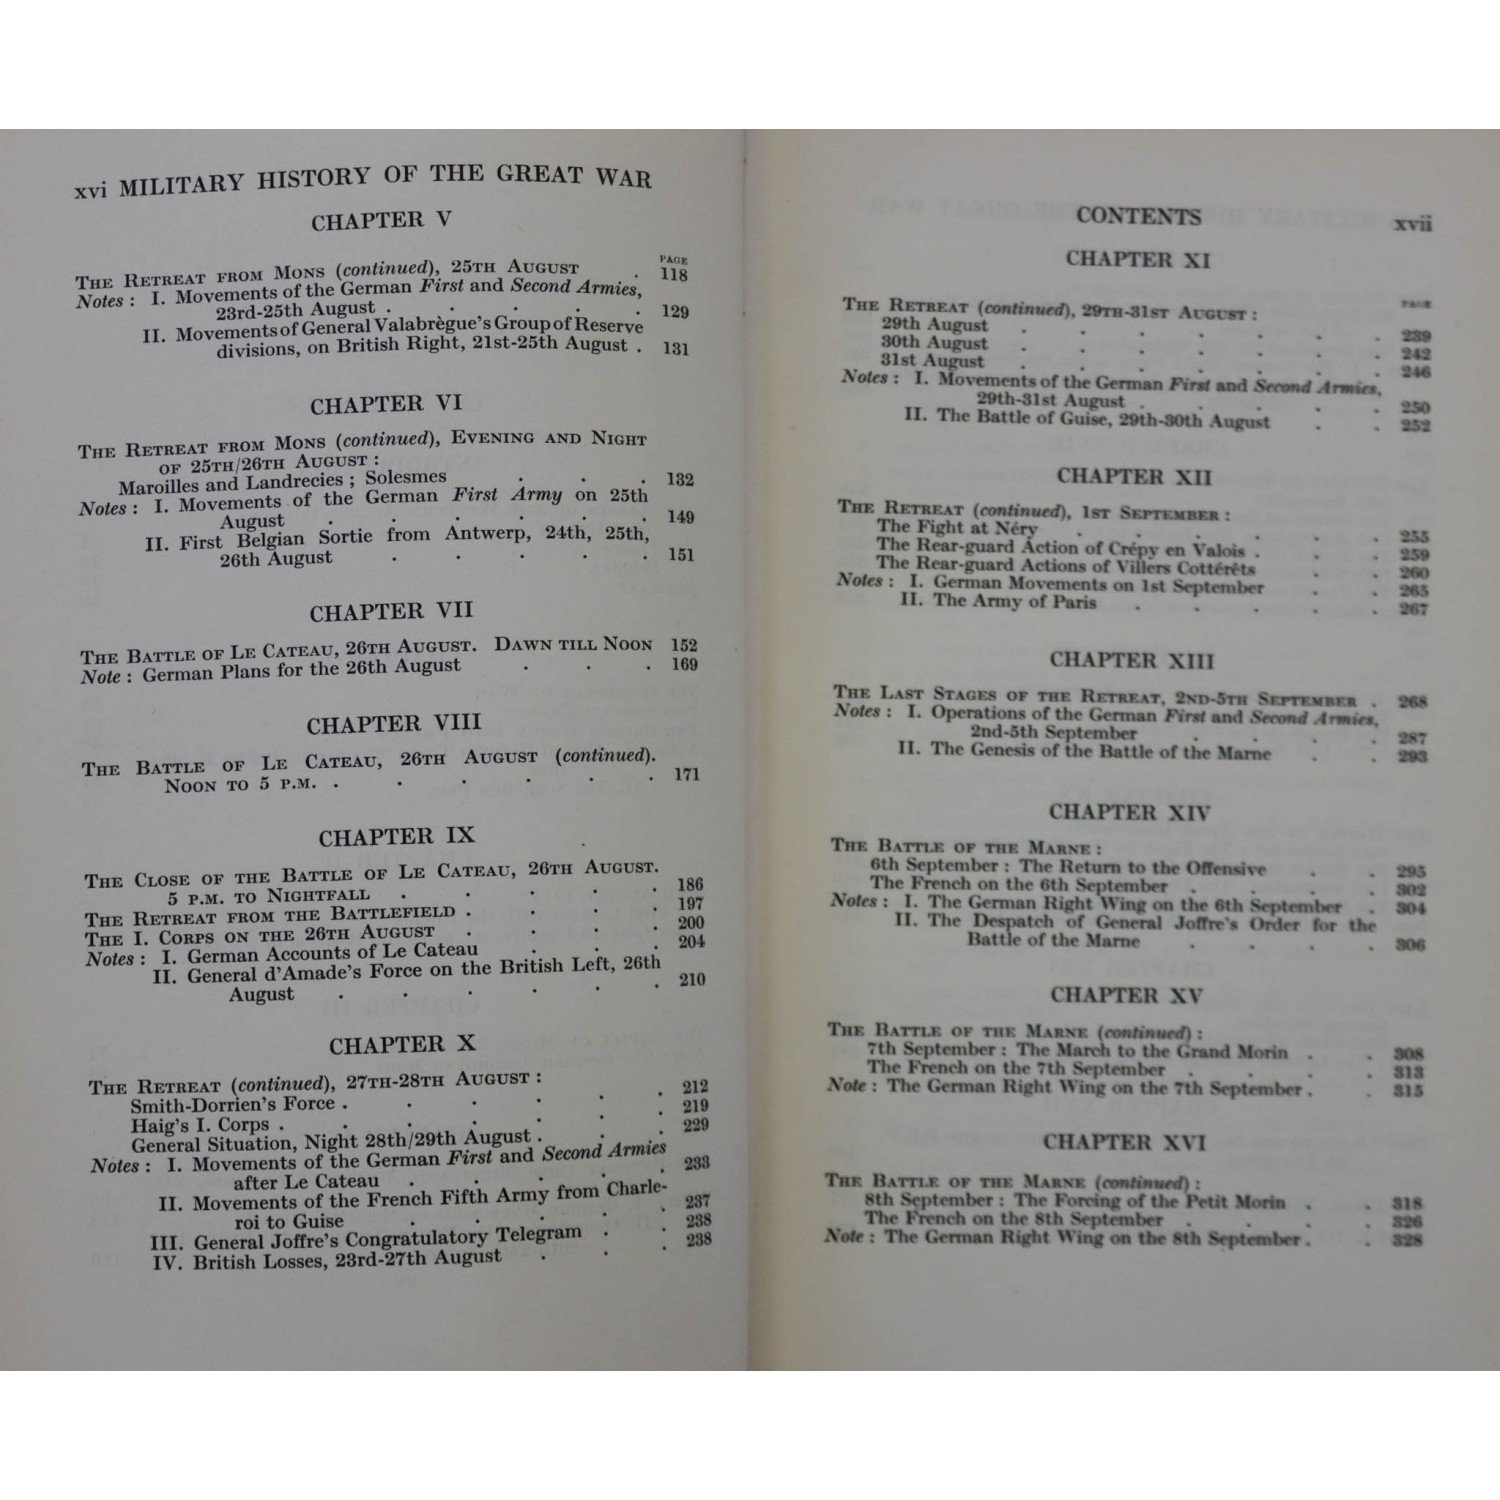 xvi MILITARY HISTORY OF THE GREAT WAR
CHAPTER V
PAGE
THE RETREAT FROM MONS (continued), 25TH AUGUST . 118
Notes : I. Movements of the German First and Second Armies,
23rd-25th August . . . . . 129
II. Movements of General Valabrègue's Group of Reserve
divisions, on British Right, 21st-25th August . 131
CHAPTER VI
THE RETREAT FROM MONS (continued), EVENING AND NIGHT
OF 25TH/26TH AUGUST :
Maroilles and Landrecies ; Solesmes . . . 132
Notes : I. Movements of the German First Army on 25th
August . . . . . . 149
II. First Belgian Sortie from Antwerp, 24th, 25th,
26th August . . . . . 151
CHAPTER VII
THE BATTLE OF LE CATEAU, 26TH AUGUST. DAWN TILL NOON 152
Note : German Plans for the 26th August . . . 169
CHAPTER VIII
THE BATTLE OF LE CATEAU, 26TH AUGUST (continued).
NOON TO 5 P.M. . . . . . . 171
CHAPTER IX
THE CLOSE OF THE BATTLE OF LE CATEAU, 26TH AUGUST.
5 P.M. TO NIGHTFALL . . . . . 186
THE RETREAT FROM THE BATTLEFIELD . . . . 197
THE I. CORPS ON THE 26TH AUGUST . . . . 200
Notes : I. German Accounts of Le Cateau . . . 204
II. General d'Amade's Force on the British Left, 26th
August . . . . . . 210
CHAPTER X
THE RETREAT (continued), 27TH-28TH AUGUST :
Smith-Dorrien's Force . . . . . . 212
Haig's I. Corps . . . . . . . 219
General Situation, Night 28th/29th August . . . 229
Notes : I. Movements of the German First and Second Armies
after Le Cateau . . . . . 233
II. Movements of the French Fifth Army from Charle-
roi to Guise . . . . . 237
III. General Joffre's Congratulatory Telegram . . 238
IV. British Losses, 23rd-27th August . . . 238
CONTENTS xvii
CHAPTER XI
PAGE
THE RETREAT (continued), 29TH-31ST AUGUST :
29th August . . . . . . . 239
30th August . . . . . . . 242
31st August . . . . . . . 246
Notes : I. Movements of the German First and Second Armies,
29th-31st August . . . . . 250
II. The Battle of Guise, 29th-30th August . . 252
CHAPTER XII
THE RETREAT (continued), 1ST SEPTEMBER :
The Fight at Néry . . . . . . 255
The Rear-guard Action of Crépy en Valois . . . 259
The Rear-guard Actions of Villers Cottérêts . . 260
Notes : I. German Movements on 1st September . . 265
II. The Army of Paris . . . . . 267
CHAPTER XIII
THE LAST STAGES OF THE RETREAT, 2ND-5TH SEPTEMBER . 268
Notes : I. Operations of the German First and Second Armies,
2nd-5th September . . . . 287
II. The Genesis of the Battle of the Marne . . 293
CHAPTER XIV
THE BATTLE OF THE MARNE :
6th September : The Return to the Offensive . . 295
The French on the 6th September . . . . 302
Notes : I. The German Right Wing on the 6th September . 304
II. The Despatch of General Joffre's Order for the
Battle of the Marne . . . . 306
CHAPTER XV
THE BATTLE OF THE MARNE (continued) :
7th September : The March to the Grand Morin . . 308
The French on the 7th September . . . . 313
Note : The German Right Wing on the 7th September . . 315
CHAPTER XVI
THE BATTLE OF THE MARNE (continued) :
8th September : The Forcing of the Petit Morin . . 318
The French on the 8th September . . . . 326
Note : The German Right Wing on the 8th September . . 328